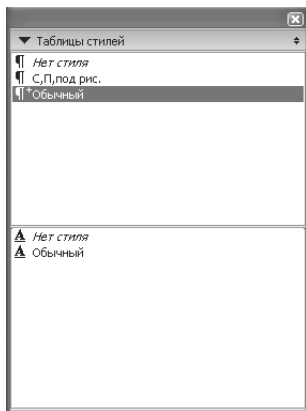 Таблицы стилей
¶ Нет стиля
¶ С,П,под рис.
¶+Обычный
A Нет стиля
A Обычный